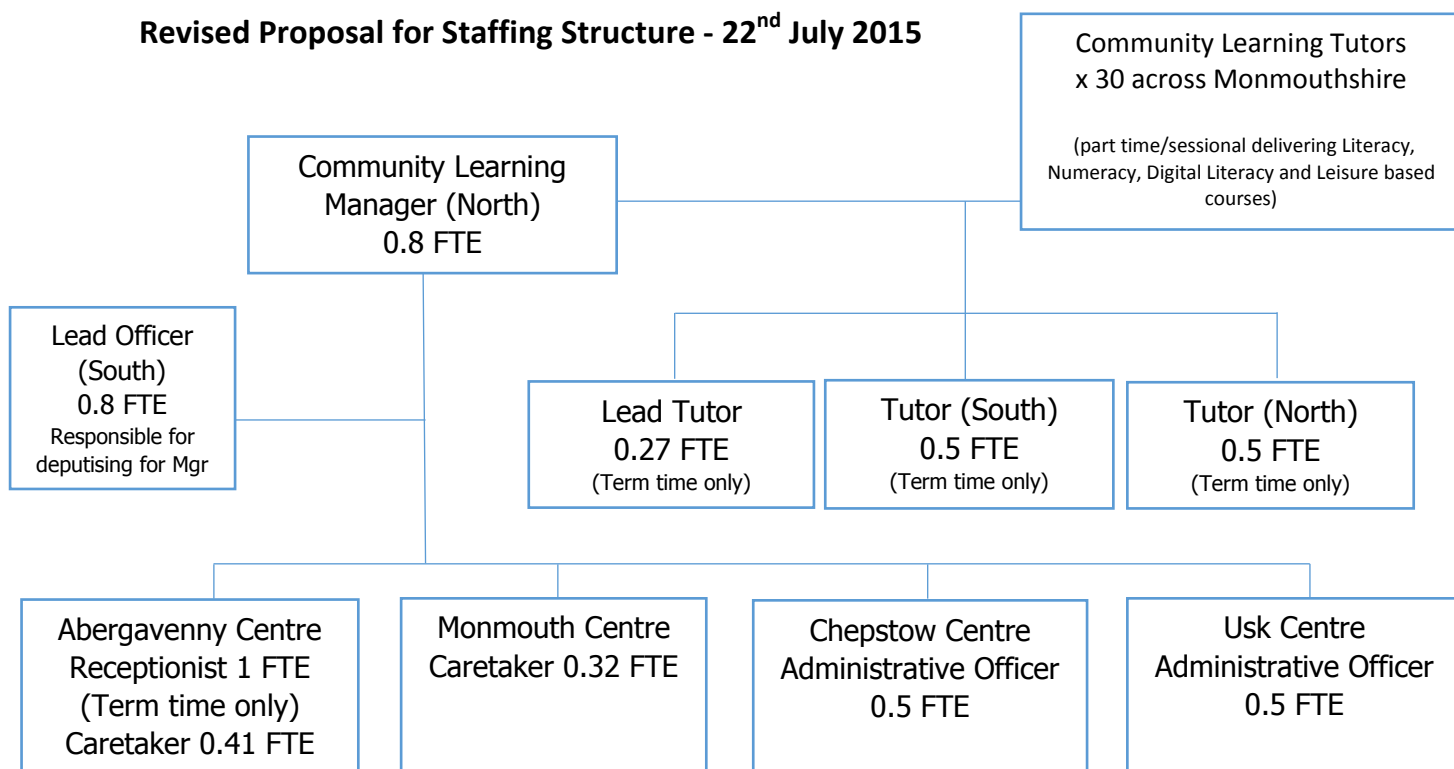 Revised Proposal for Staffing Structure - 22nd July 2015
Community Learning Tutors
x 30 across Monmouthshire
(part time/sessional delivering Literacy,
Numeracy, Digital Literacy and Leisure based
courses)
Community Learning
Manager (North)
0.8 FTE
Lead Officer
(South)
0.8 FTE
Responsible for
deputising for Mgr
Lead Tutor
0.27 FTE
(Term time only)
Tutor (South)
0.5 FTE
(Term time only)
Tutor (North)
0.5 FTE
(Term time only)
Abergavenny Centre
Receptionist 1 FTE
(Term time only)
Caretaker 0.41 FTE
Monmouth Centre
Caretaker 0.32 FTE
Chepstow Centre
Administrative Officer
0.5 FTE
Usk Centre
Administrative Officer
0.5 FTE